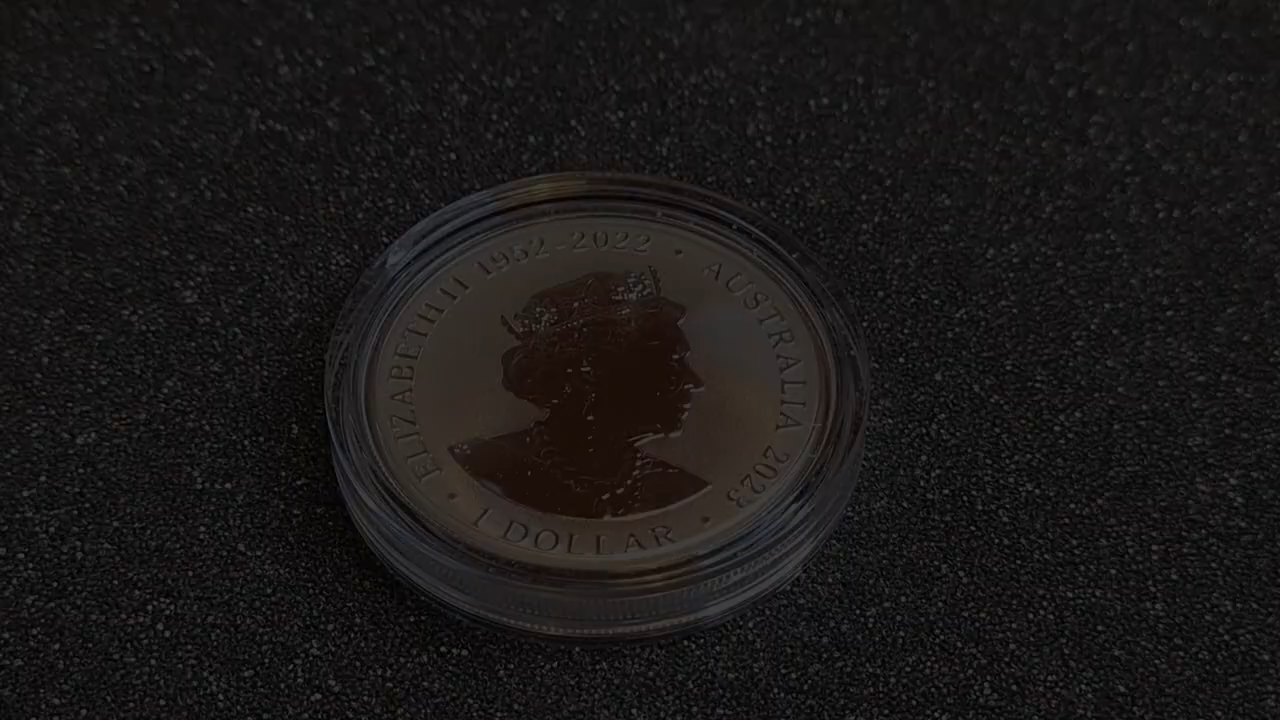 ELIZABETH II 1952-2022 • AUSTRALIA 2023 •
1 DOLLAR •